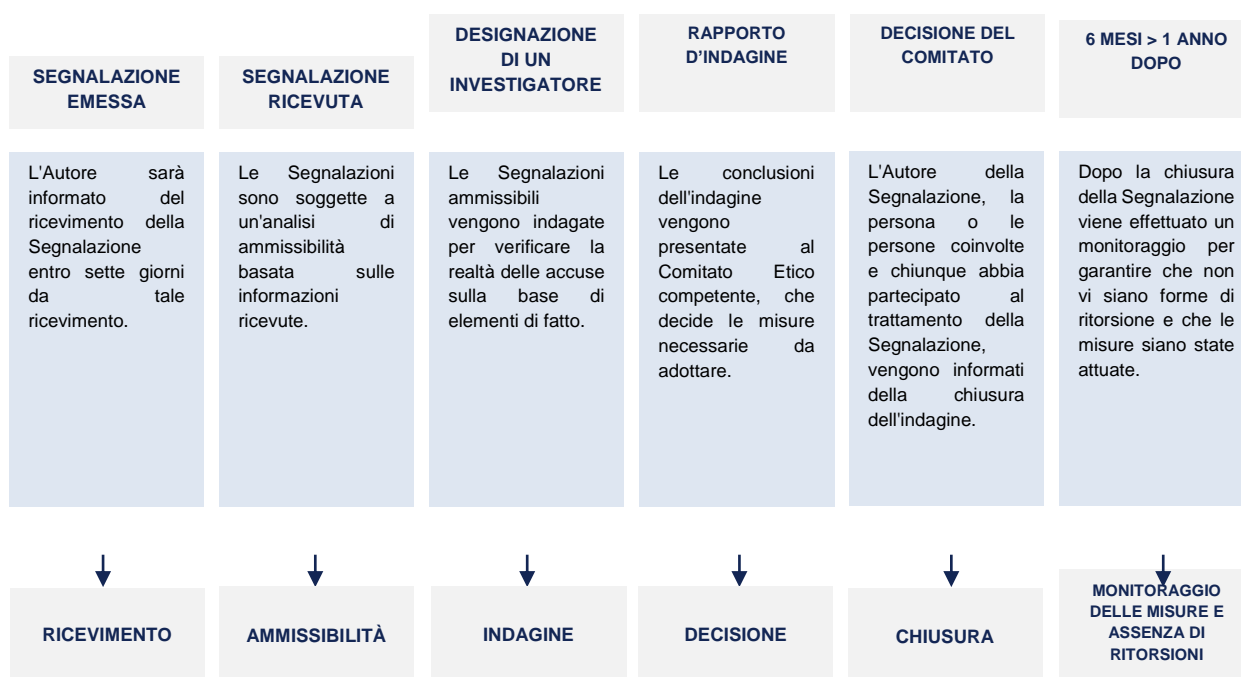 SEGNALAZIONE
EMESSA
SEGNALAZIONE
RICEVUTA
DESIGNAZIONE
DI UN
INVESTIGATORE
RAPPORTO
D'INDAGINE
DECISIONE DEL
COMITATO
6 MESI > 1 ANNO
DOPO
L'Autore sarà
informato del
ricevimento della
Segnalazione
entro sette giorni
da tale
ricevimento.
Le Segnalazioni
sono soggette a
un'analisi di
ammissibilità
basata sulle
informazioni
ricevute.
Le Segnalazioni
ammissibili
vengono indagate
per verificare la
realtà delle accuse
sulla base di
elementi di fatto.
Le conclusioni
dell'indagine
vengono
presentate al
Comitato Etico
competente, che
decide le misure
necessarie da
adottare.
L'Autore della
Segnalazione, la
persona o le
persone coinvolte
e chiunque abbia
partecipato al
trattamento della
Segnalazione,
vengono informati
della chiusura
dell'indagine.
Dopo la chiusura
della Segnalazione
viene effettuato un
monitoraggio per
garantire che non
vi siano forme di
ritorsione e che le
misure siano state
attuate.
RICEVIMENTO
AMMISSIBILITÀ
INDAGINE
DECISIONE
CHIUSURA
MONITORAGGIO
DELLE MISURE E
ASSENZA DI
RITORSIONI